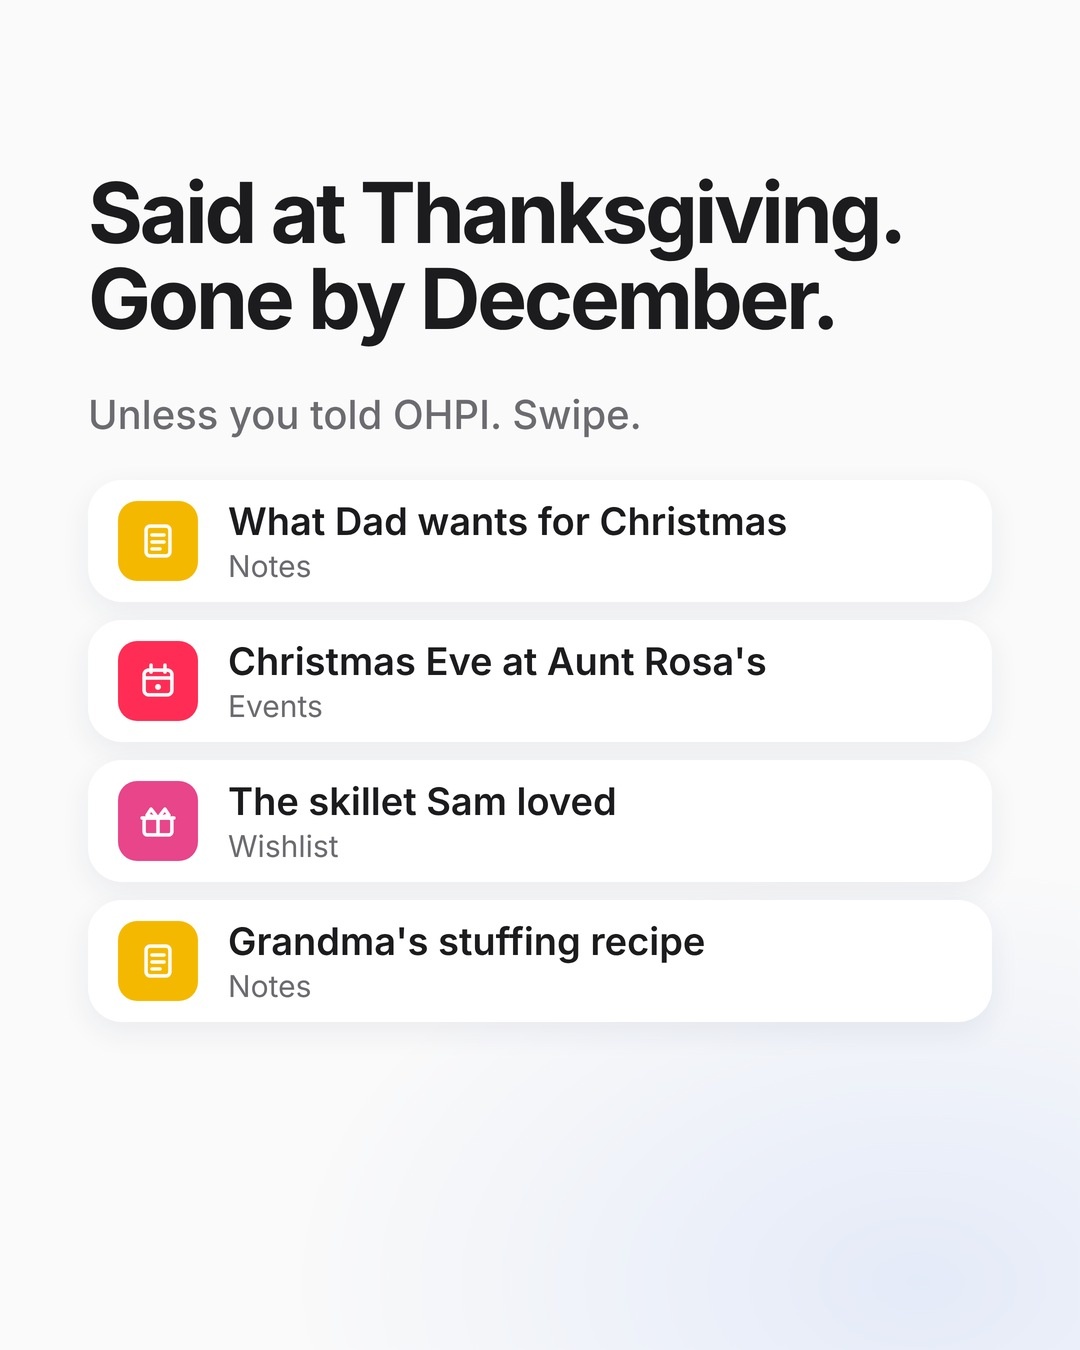 Said at Thanksgiving.
Gone by December.
Unless you told OHPI. Swipe.
What Dad wants for Christmas
Notes
Christmas Eve at Aunt Rosa's
Events
The skillet Sam loved
Wishlist
Grandma's stuffing recipe
Notes